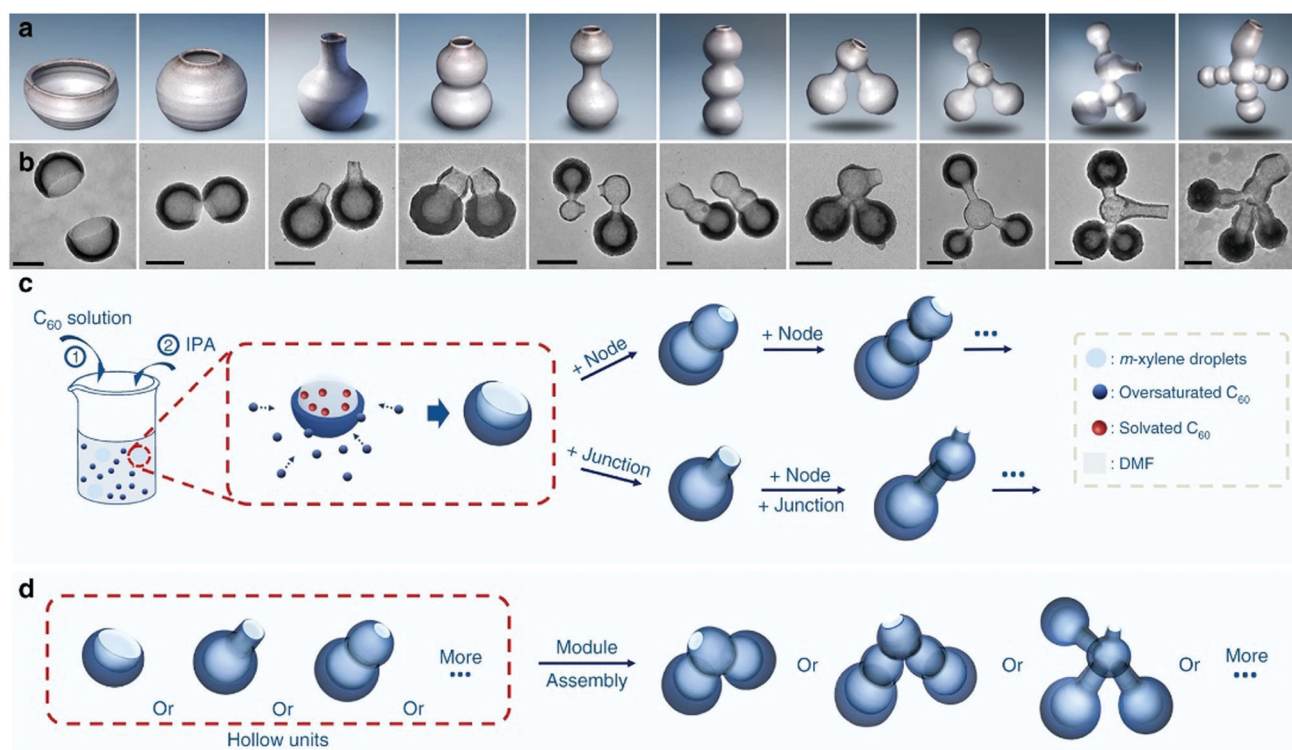 a
b
c
C60 solution
① ② IPA
+ Node
+ Node
•••
+ Junction
+ Node
+ Junction
•••
: m-xylene droplets
: Oversaturated C60
: Solvated C60
: DMF
d
Or Or Or More •••
Hollow units
Module
Assembly
Or Or Or More •••